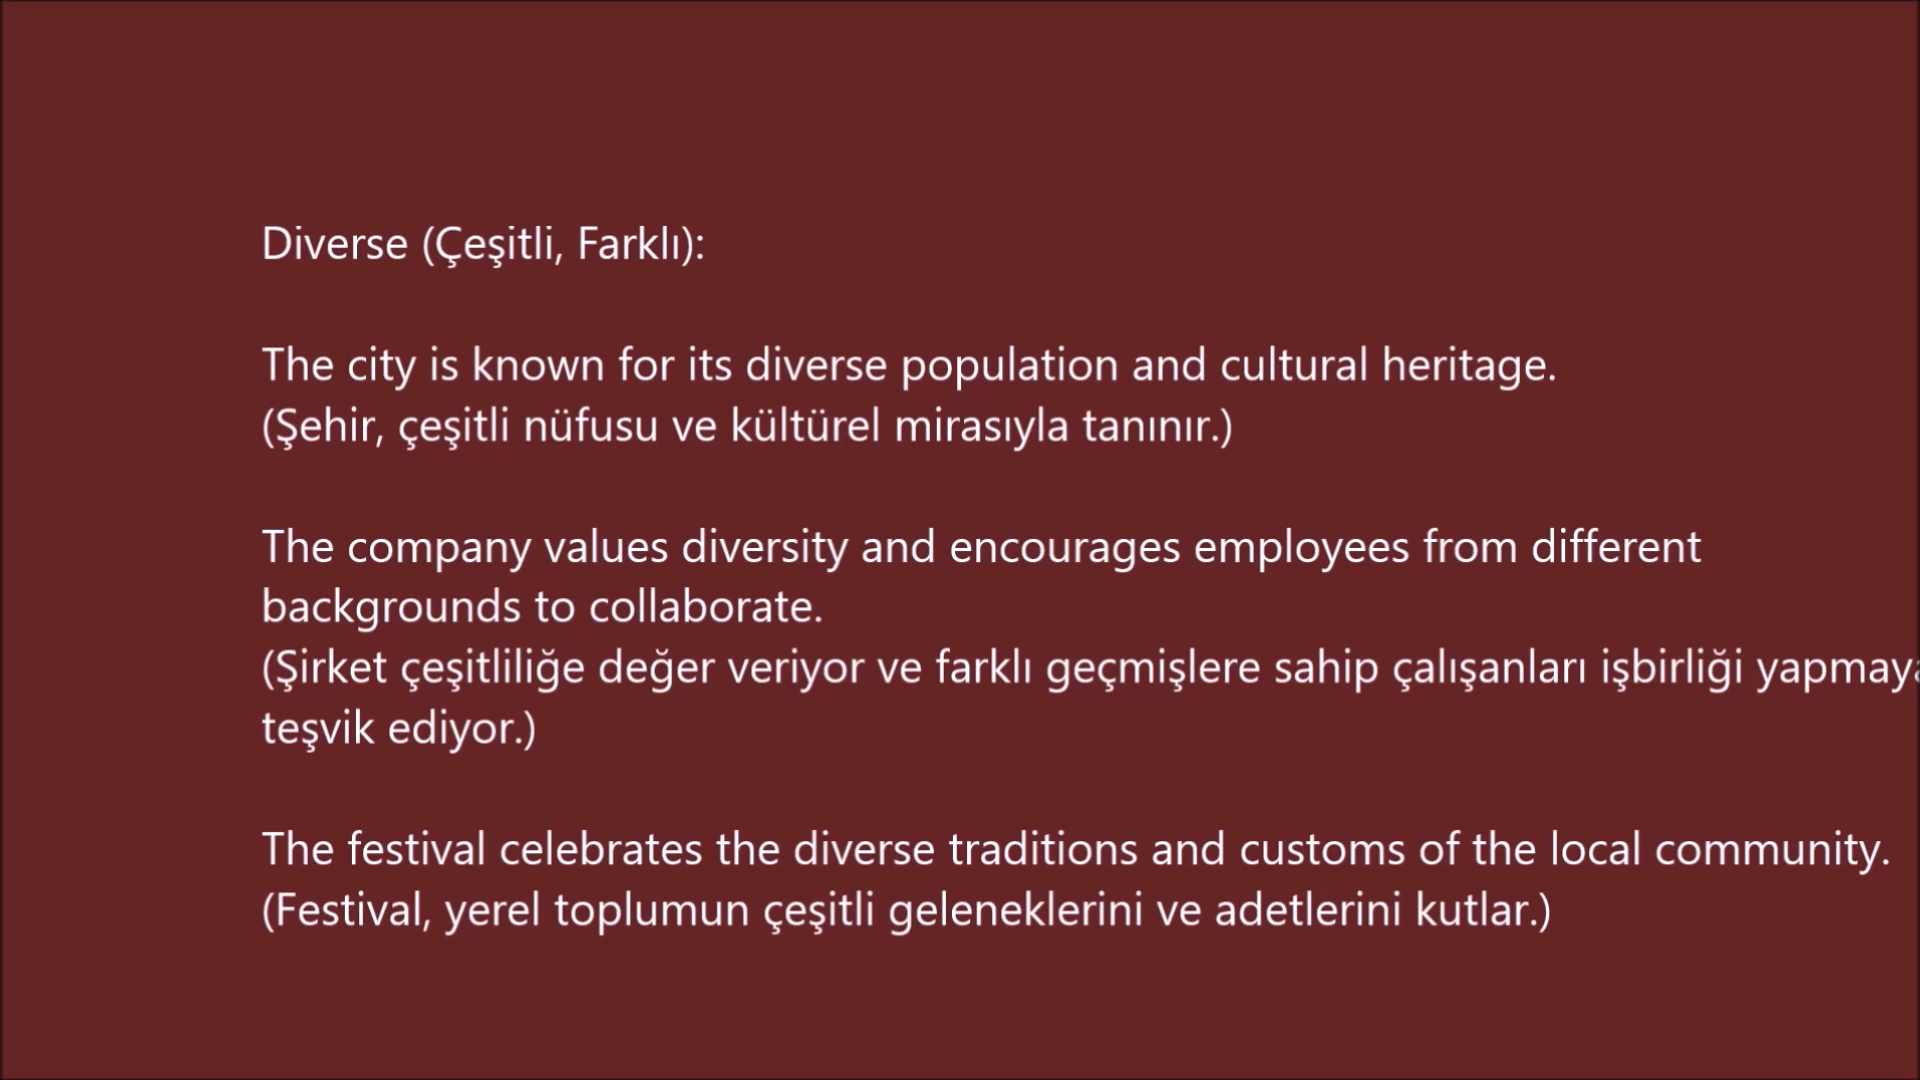 Diverse (Çeşitli, Farklı):
The city is known for its diverse population and cultural heritage.
(Şehir, çeşitli nüfusu ve kültürel mirasıyla tanınır.)
The company values diversity and encourages employees from different
backgrounds to collaborate.
(Şirket çeşitliliğe değer veriyor ve farklı geçmişlere sahip çalışanları işbirliği yapmaya
teşvik ediyor.)
The festival celebrates the diverse traditions and customs of the local community.
(Festival, yerel toplumun çeşitli geleneklerini ve adetlerini kutlar.)